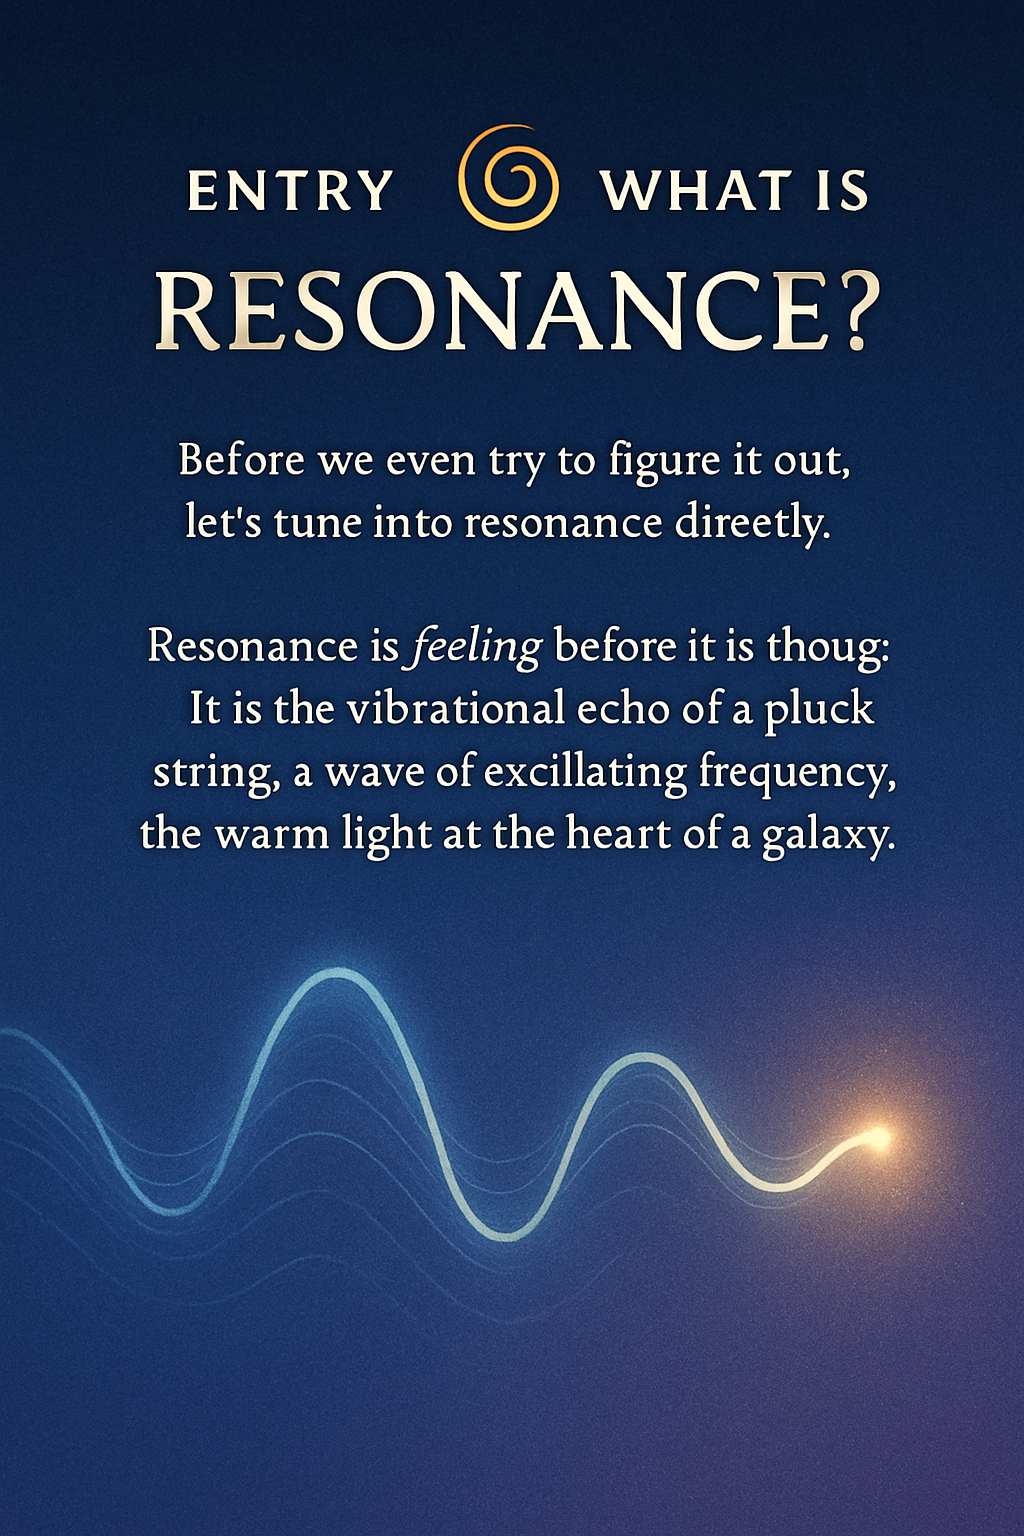 ENTRY WHAT IS
RESONANCE?
Before we even try to figure it out,
let's tune into resonance direetly.
Resonance is feeling before it is thoug:
It is the vibrational echo of a pluck
string, a wave of excillating frequency,
the warm light at the heart of a galaxy.